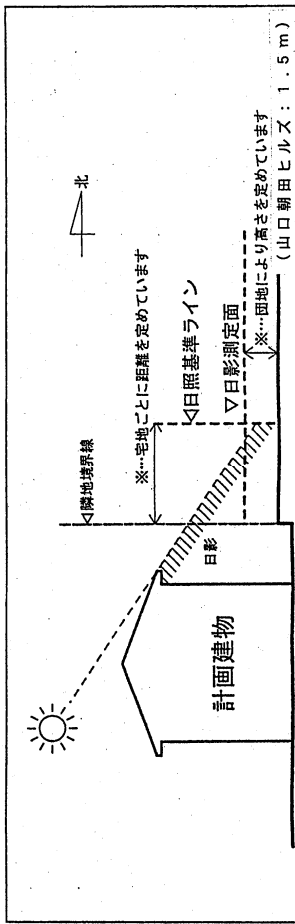 北
◁隣地境界線
※…宅地ごとに距離を定めています
◁日照基準ライン
▽日影測定面
※…団地により高さを定めています
(山口朝田ヒルズ：1．5m)
日影
計画建物